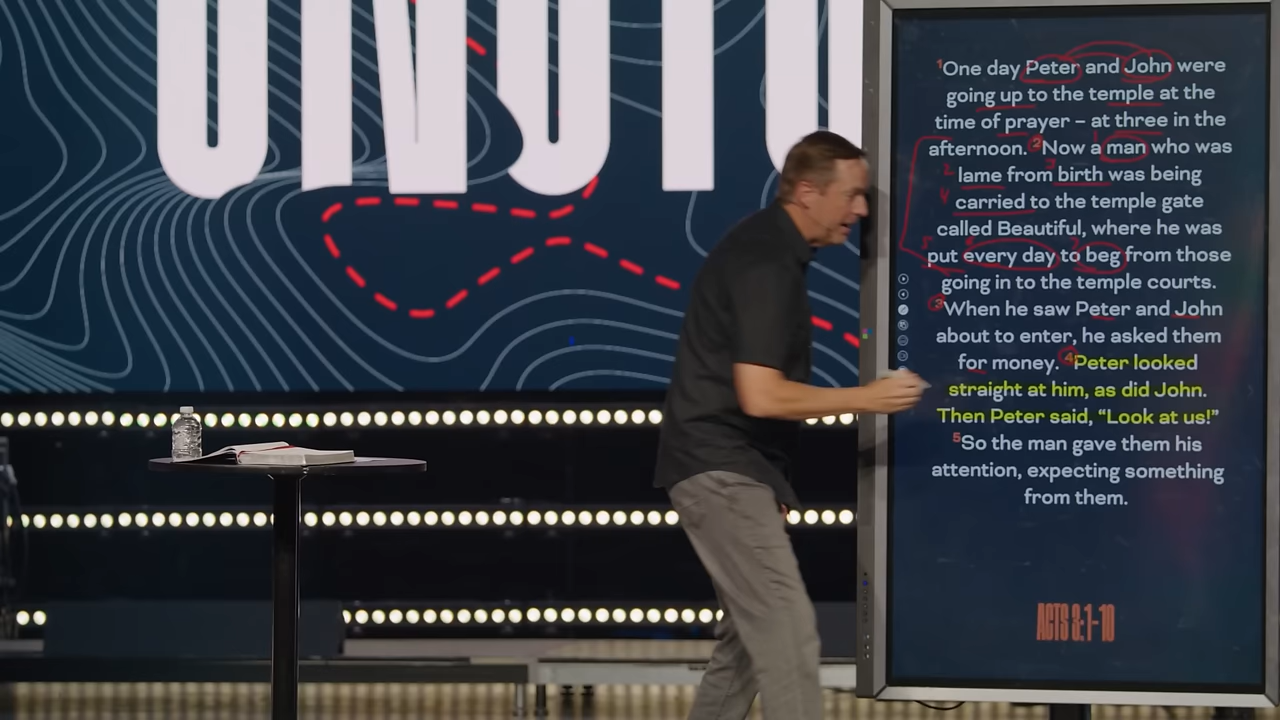 ¹One day Peter and John were
going up to the temple at the
time of prayer – at three in the
afternoon. ²Now a man who was
lame from birth was being
carried to the temple gate
called Beautiful, where he was
put every day to beg from those
going in to the temple courts.
³When he saw Peter and John
about to enter, he asked them
for money. ⁴Peter looked
straight at him, as did John.
Then Peter said, “Look at us!”
⁵So the man gave them his
attention, expecting something
from them.
ACTS 3:1-10